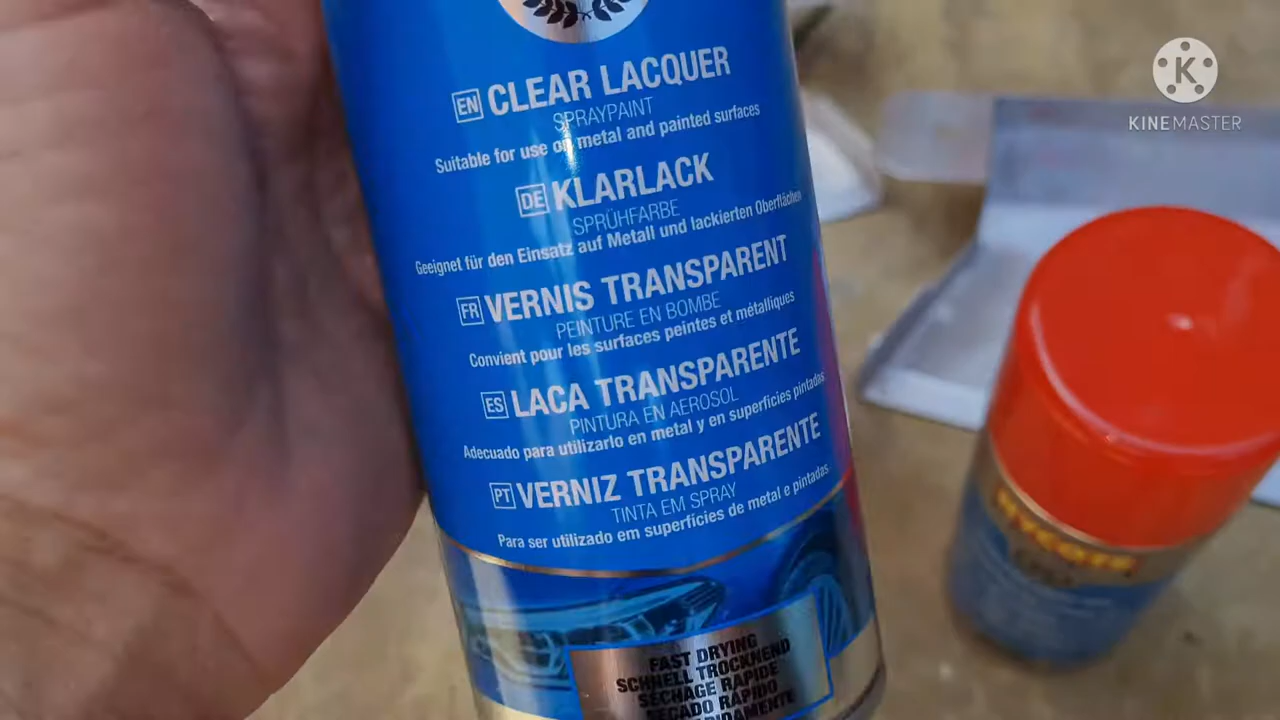 EN CLEAR LACQUER
SPRAYPAINT
Suitable for use on metal and painted surfaces
DE KLARLACK
SPRÜHFARBE
Geeignet für den Einsatz auf Metall und lackierten Oberflächen
FR VERNIS TRANSPARENT
PEINTURE EN BOMBE
Convient pour les surfaces peintes et métalliques
ES LACA TRANSPARENTE
PINTURA EN AEROSOL
Adecuado para utilizarlo en metal y en superficies pintadas
PT VERNIZ TRANSPARENTE
TINTA EM SPRAY
Para ser utilizado em superfícies de metal e pintadas
FAST DRYING
SCHNELL TROCKNEND
SÉCHAGE RAPIDE
SECADO RÁPIDO
K
KINEMASTER